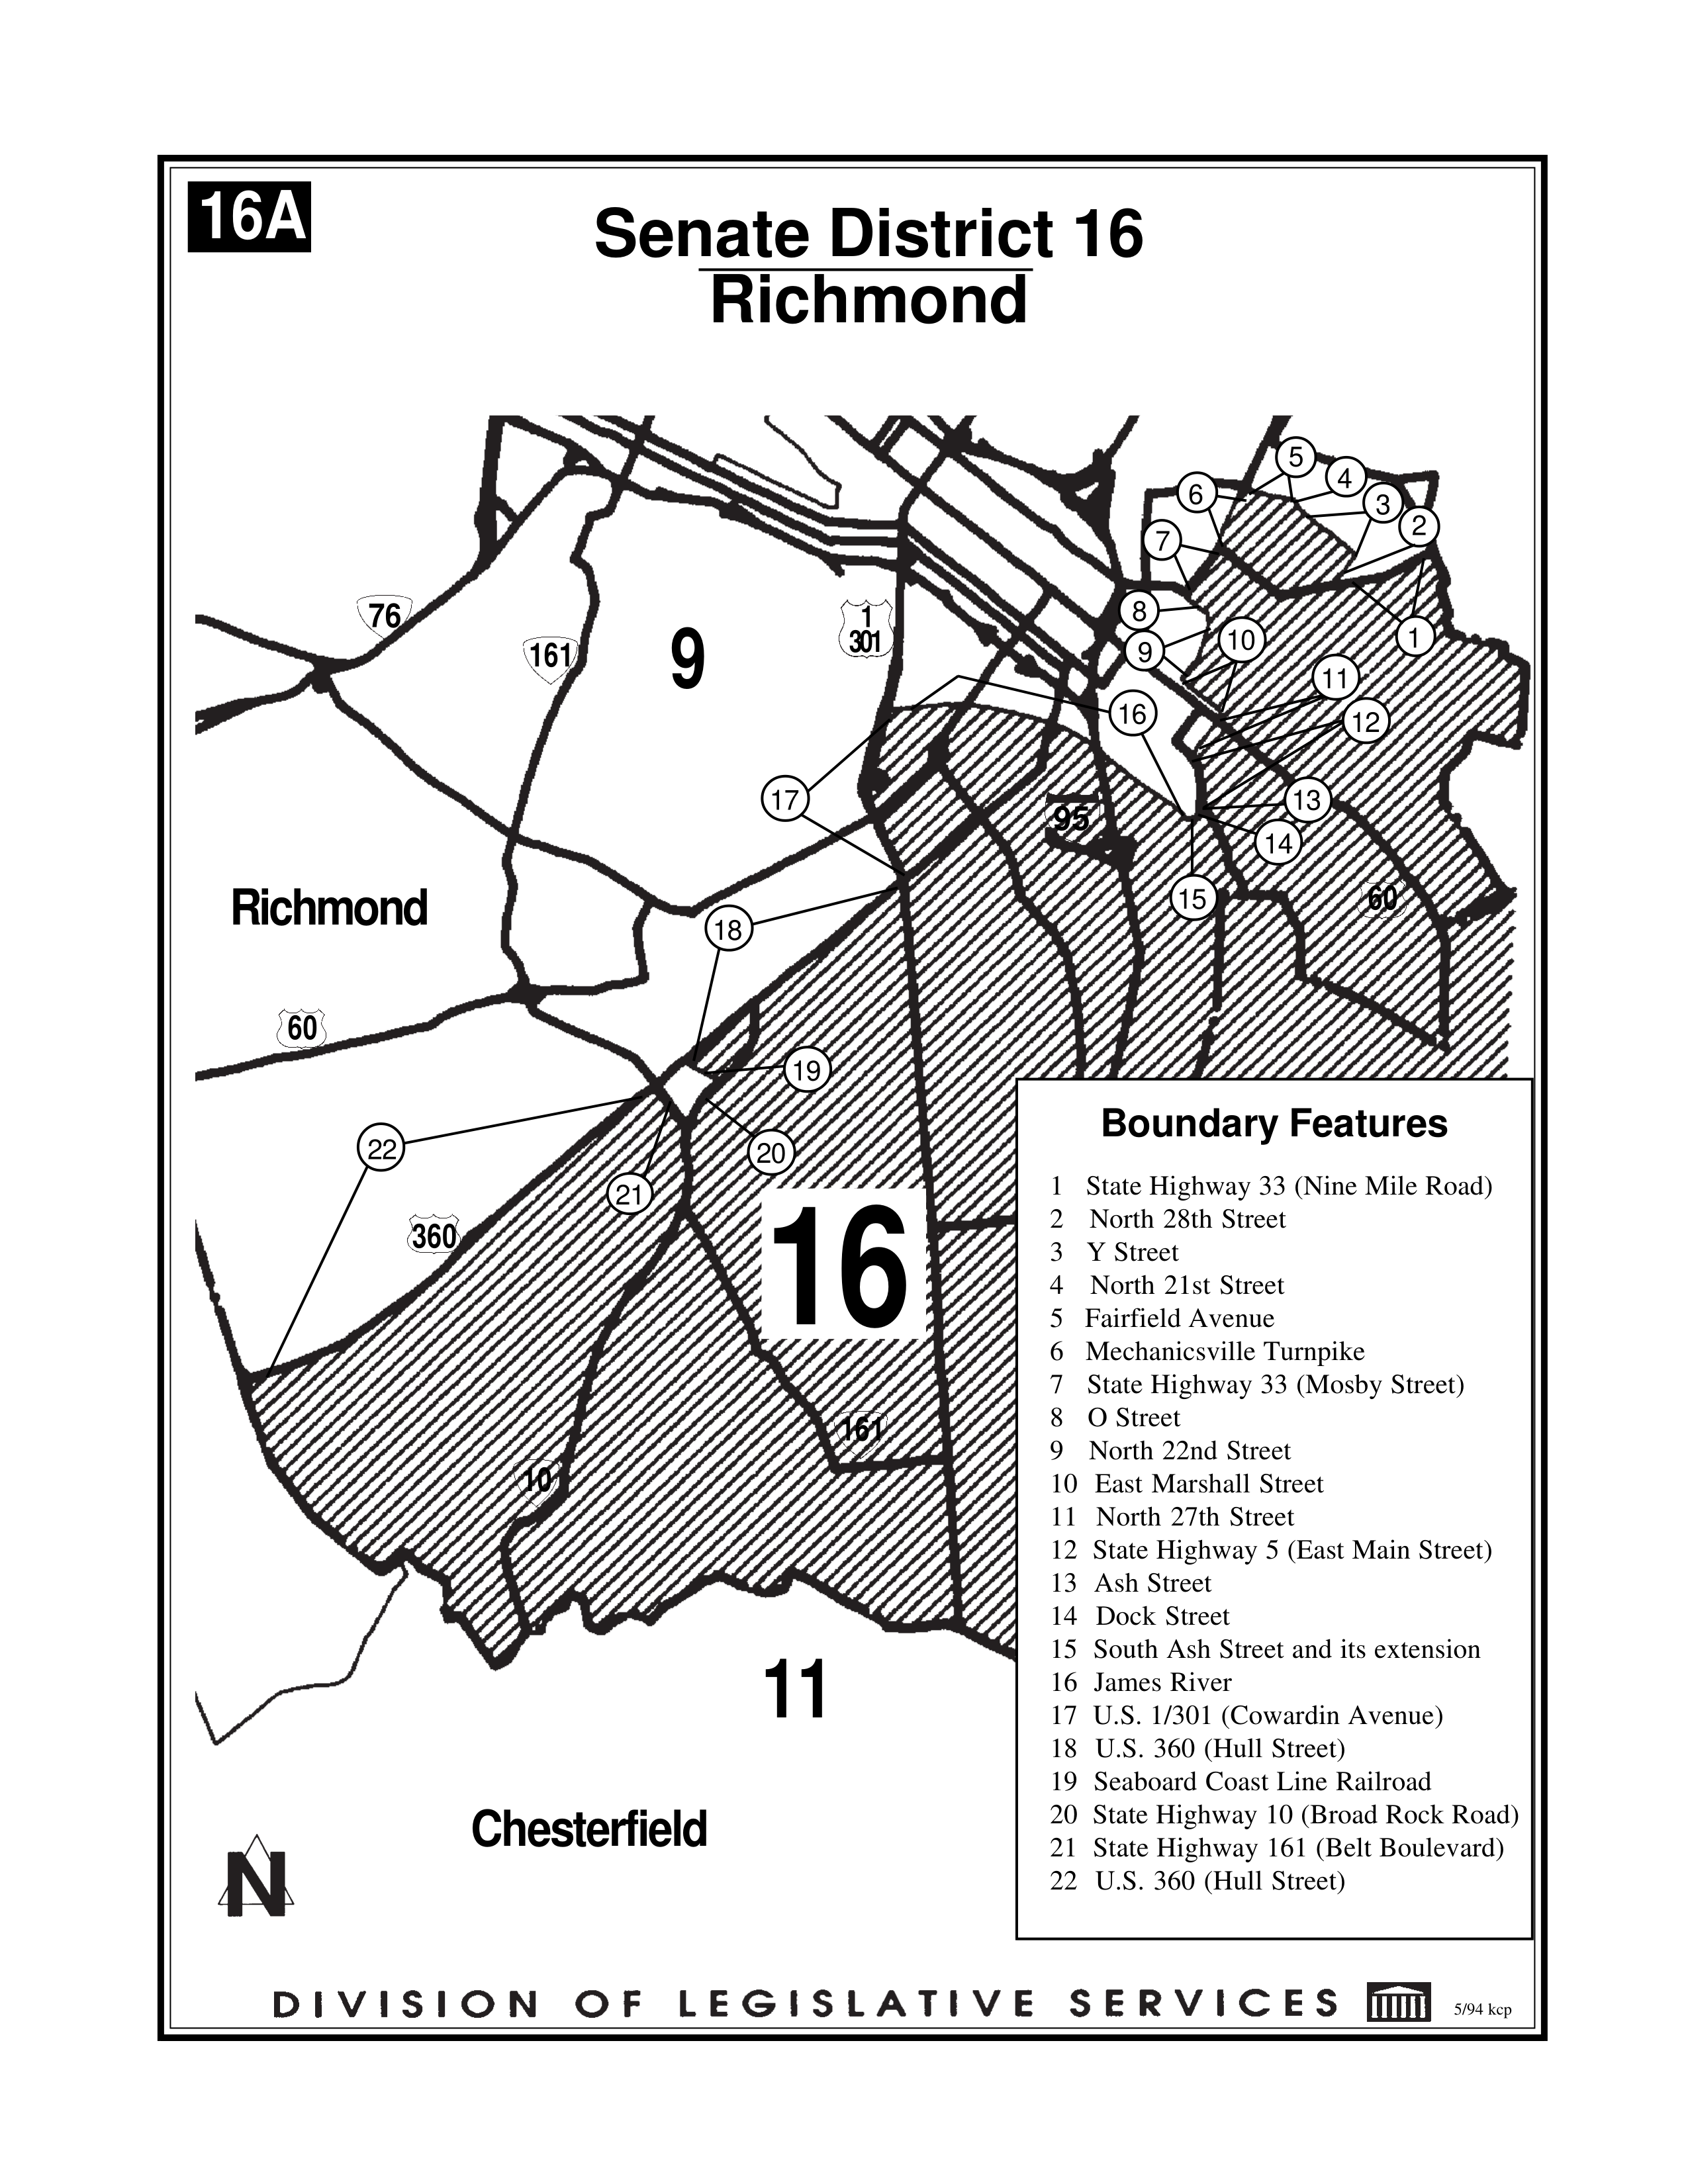 16A
Senate District 16
Richmond
5
4
6
3
2
7
76
1
301
8
10
1
161
9
9
11
16
12
17
13
95
14
15
60
Richmond
18
60
19
22
20
21
16
360
161
10
11
Chesterfield
N
Boundary Features
1 State Highway 33 (Nine Mile Road)
2 North 28th Street
3 Y Street
4 North 21st Street
5 Fairfield Avenue
6 Mechanicsville Turnpike
7 State Highway 33 (Mosby Street)
8 O Street
9 North 22nd Street
10 East Marshall Street
11 North 27th Street
12 State Highway 5 (East Main Street)
13 Ash Street
14 Dock Street
15 South Ash Street and its extension
16 James River
17 U.S. 1/301 (Cowardin Avenue)
18 U.S. 360 (Hull Street)
19 Seaboard Coast Line Railroad
20 State Highway 10 (Broad Rock Road)
21 State Highway 161 (Belt Boulevard)
22 U.S. 360 (Hull Street)
DIVISION OF LEGISLATIVE SERVICES
5/94 kcp